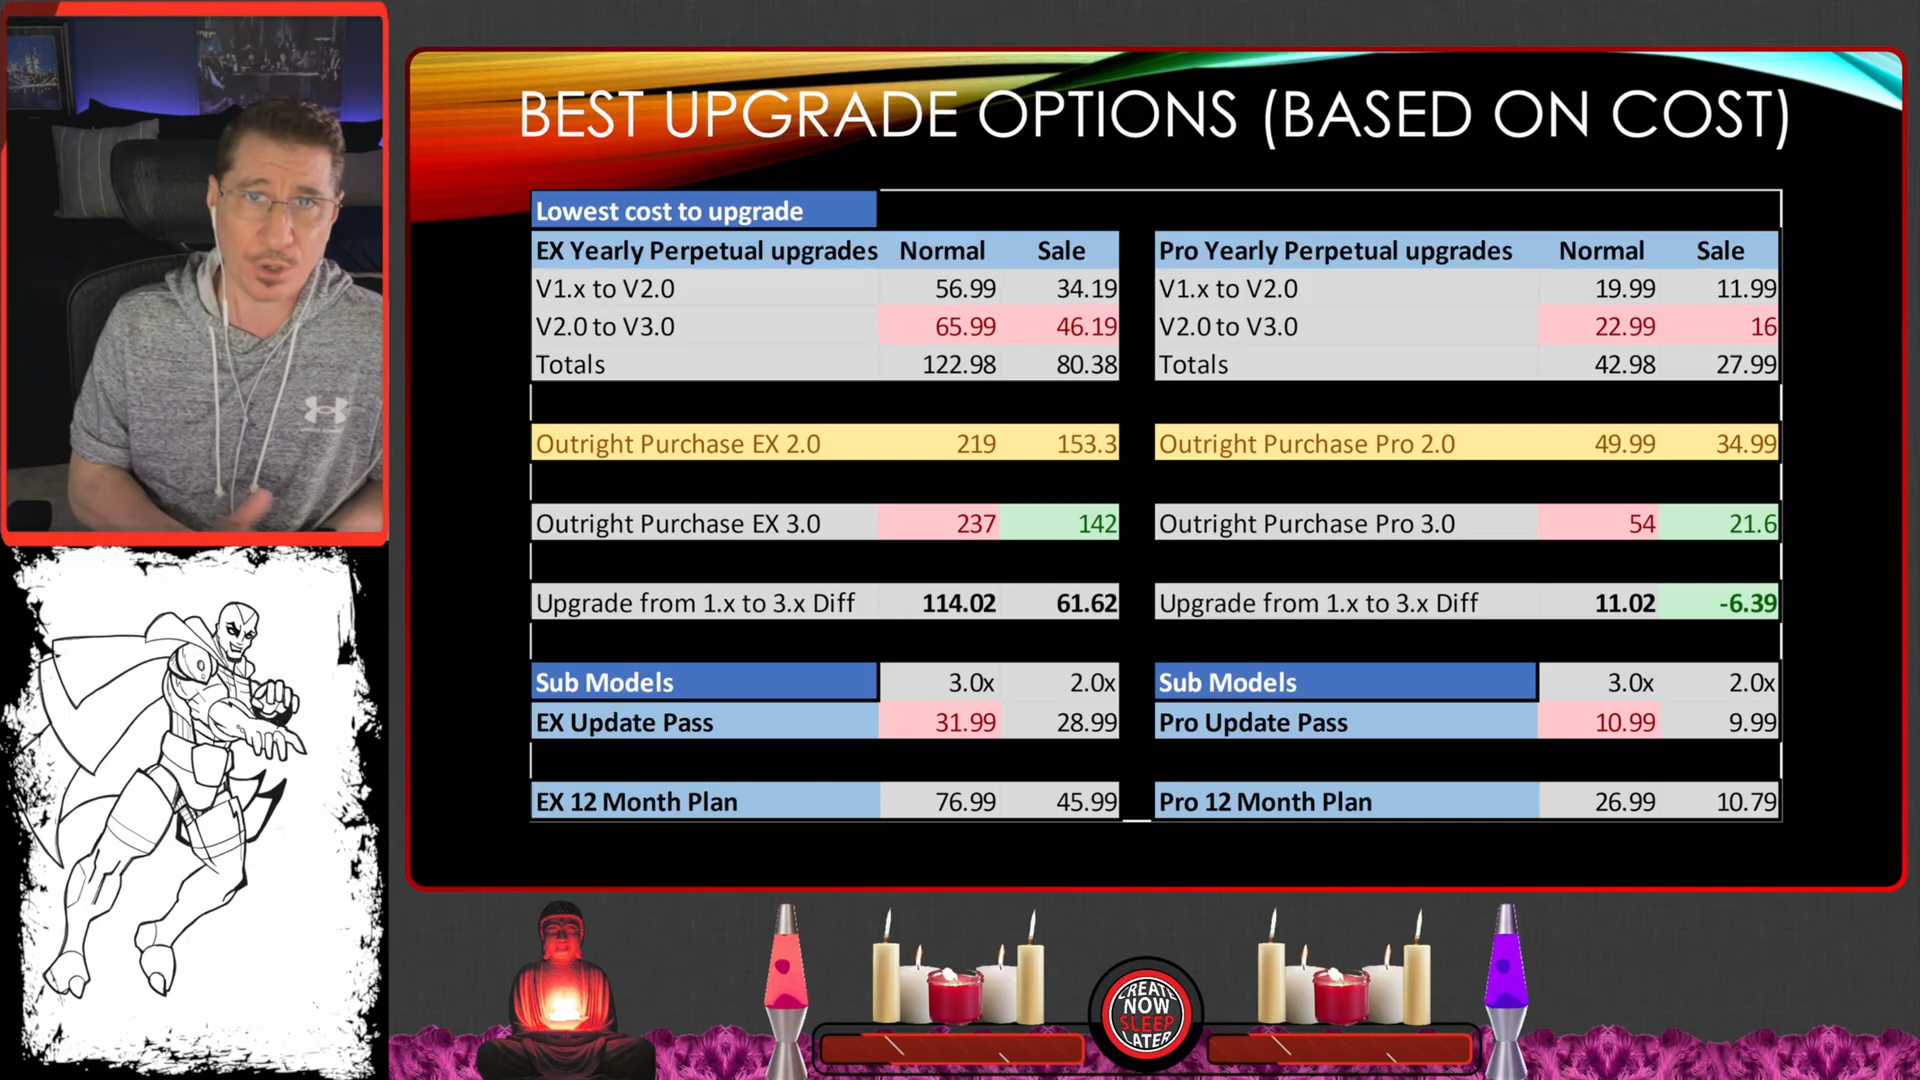 BEST UPGRADE OPTIONS (BASED ON COST)
Lowest cost to upgrade
EX Yearly Perpetual upgrades Normal Sale Pro Yearly Perpetual upgrades Normal Sale
V1.x to V2.0 56.99 34.19 V1.x to V2.0 19.99 11.99
V2.0 to V3.0 65.99 46.19 V2.0 to V3.0 22.99 16
Totals 122.98 80.38 Totals 42.98 27.99
Outright Purchase EX 2.0 219 153.3 Outright Purchase Pro 2.0 49.99 34.99
Outright Purchase EX 3.0 237 142 Outright Purchase Pro 3.0 54 21.6
Upgrade from 1.x to 3.x Diff 114.02 61.62 Upgrade from 1.x to 3.x Diff 11.02 -6.39
Sub Models 3.0x 2.0x Sub Models 3.0x 2.0x
EX Update Pass 31.99 28.99 Pro Update Pass 10.99 9.99
EX 12 Month Plan 76.99 45.99 Pro 12 Month Plan 26.99 10.79
CREATE
NOW
SLEEP
LATER